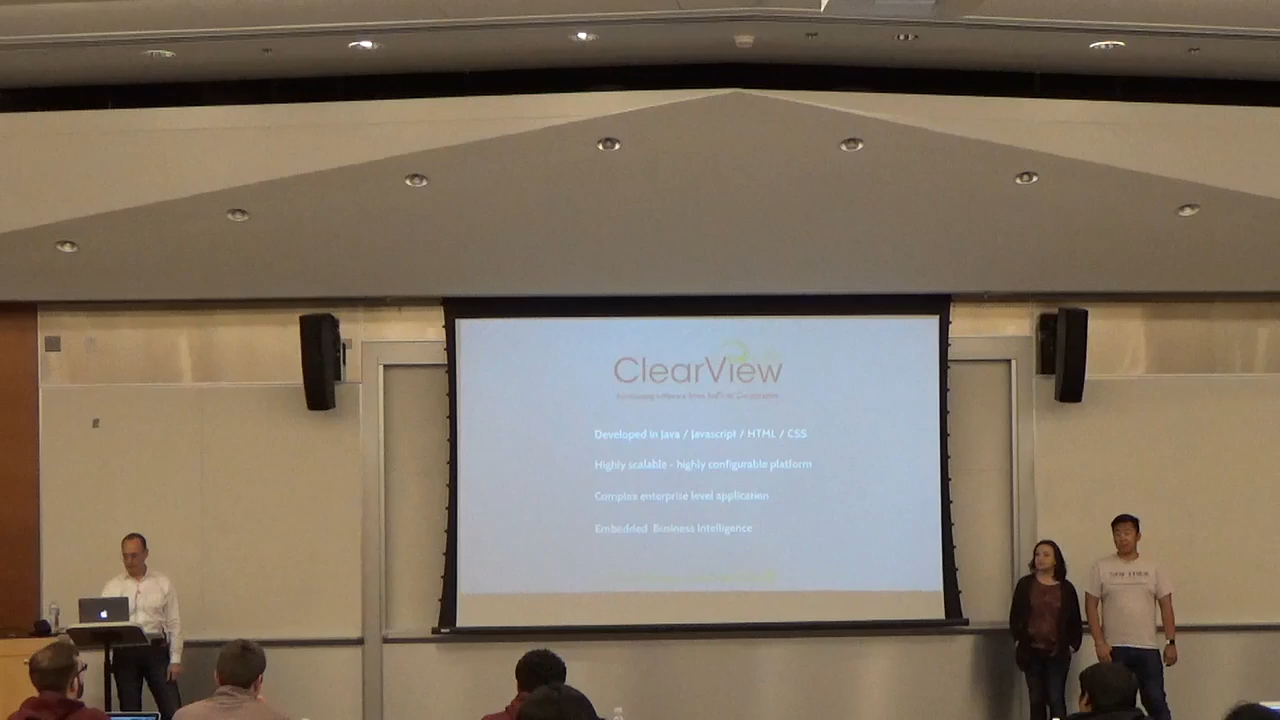 ClearView
Developed in Java / Javascript / HTML / CSS
Highly scalable - highly configurable platform
Complex enterprise level application
Embedded Business Intelligence